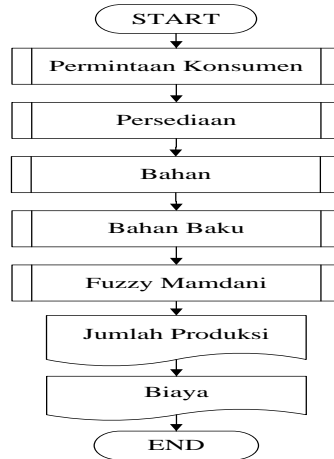 START
Permintaan Konsumen
Persediaan
Bahan
Bahan Baku
Fuzzy Mamdani
Jumlah Produksi
Biaya
END